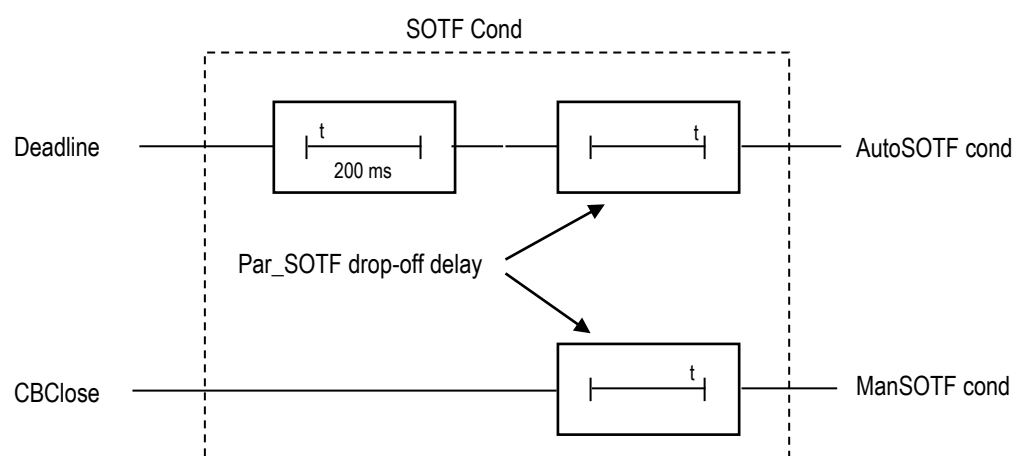 SOTF Cond
Deadline
t
200 ms
t
AutoSOTF cond
Par_SOTF drop-off delay
CBClose
t
ManSOTF cond